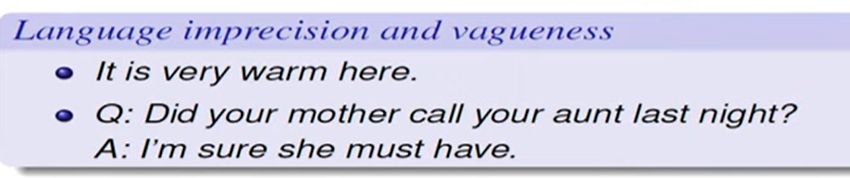 Language imprecision and vagueness
It is very warm here.
Q: Did your mother call your aunt last night?
A: I'm sure she must have.